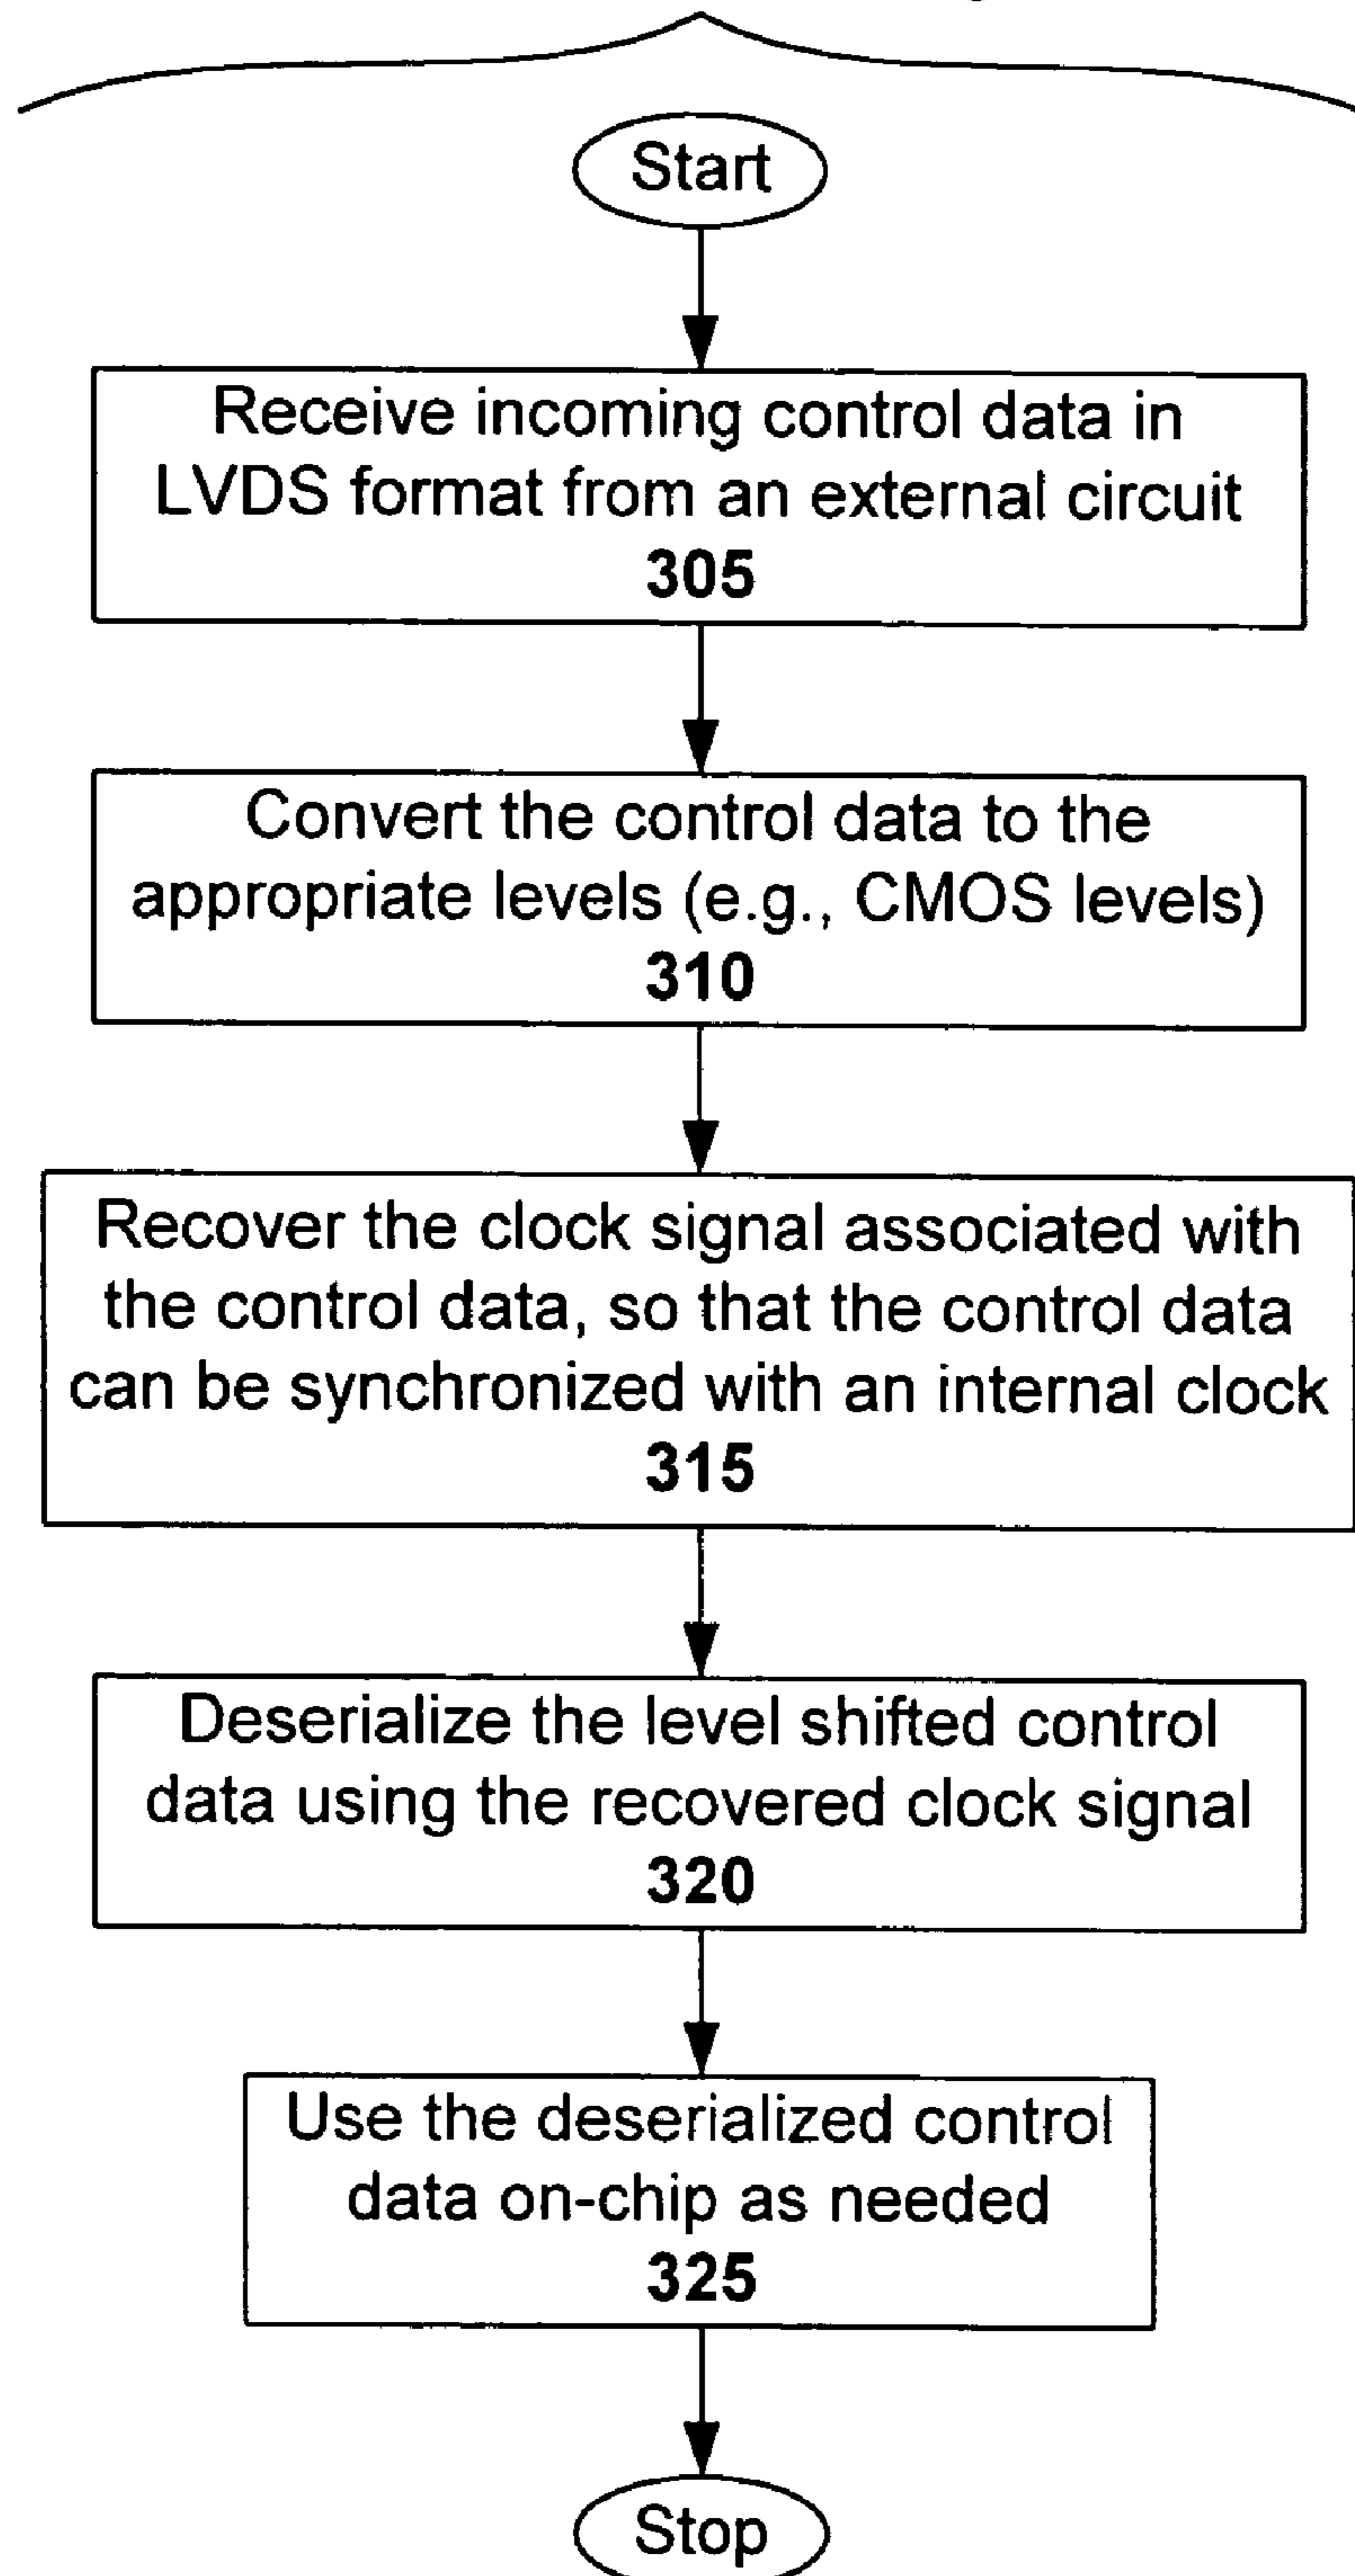 Start
Receive incoming control data in
LVDS format from an external circuit
305
Convert the control data to the
appropriate levels (e.g., CMOS levels)
310
Recover the clock signal associated with
the control data, so that the control data
can be synchronized with an internal clock
315
Deserialize the level shifted control
data using the recovered clock signal
320
Use the deserialized control
data on-chip as needed
325
Stop